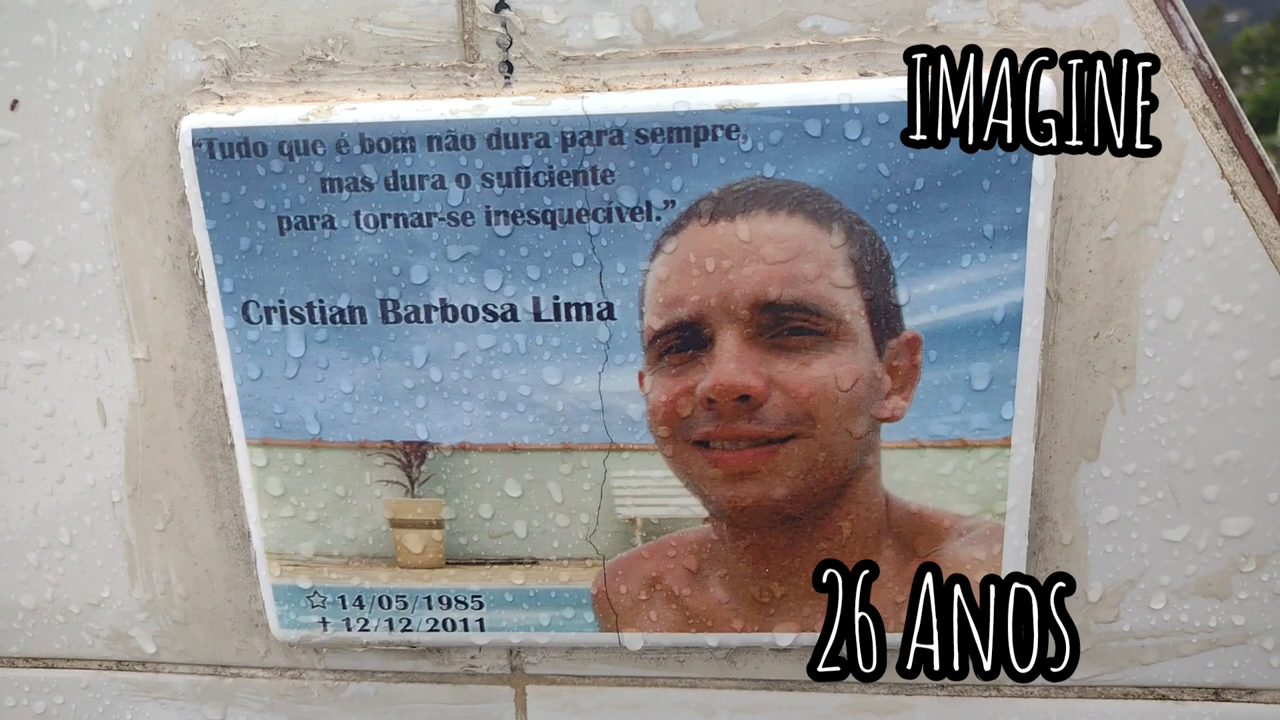 IMAGINE
"Tudo que é bom não dura para sempre,
mas dura o suficiente
para tornar-se inesquecível."
Cristian Barbosa Lima
☆ 14/05/1985
✝ 12/12/2011
26 Anos